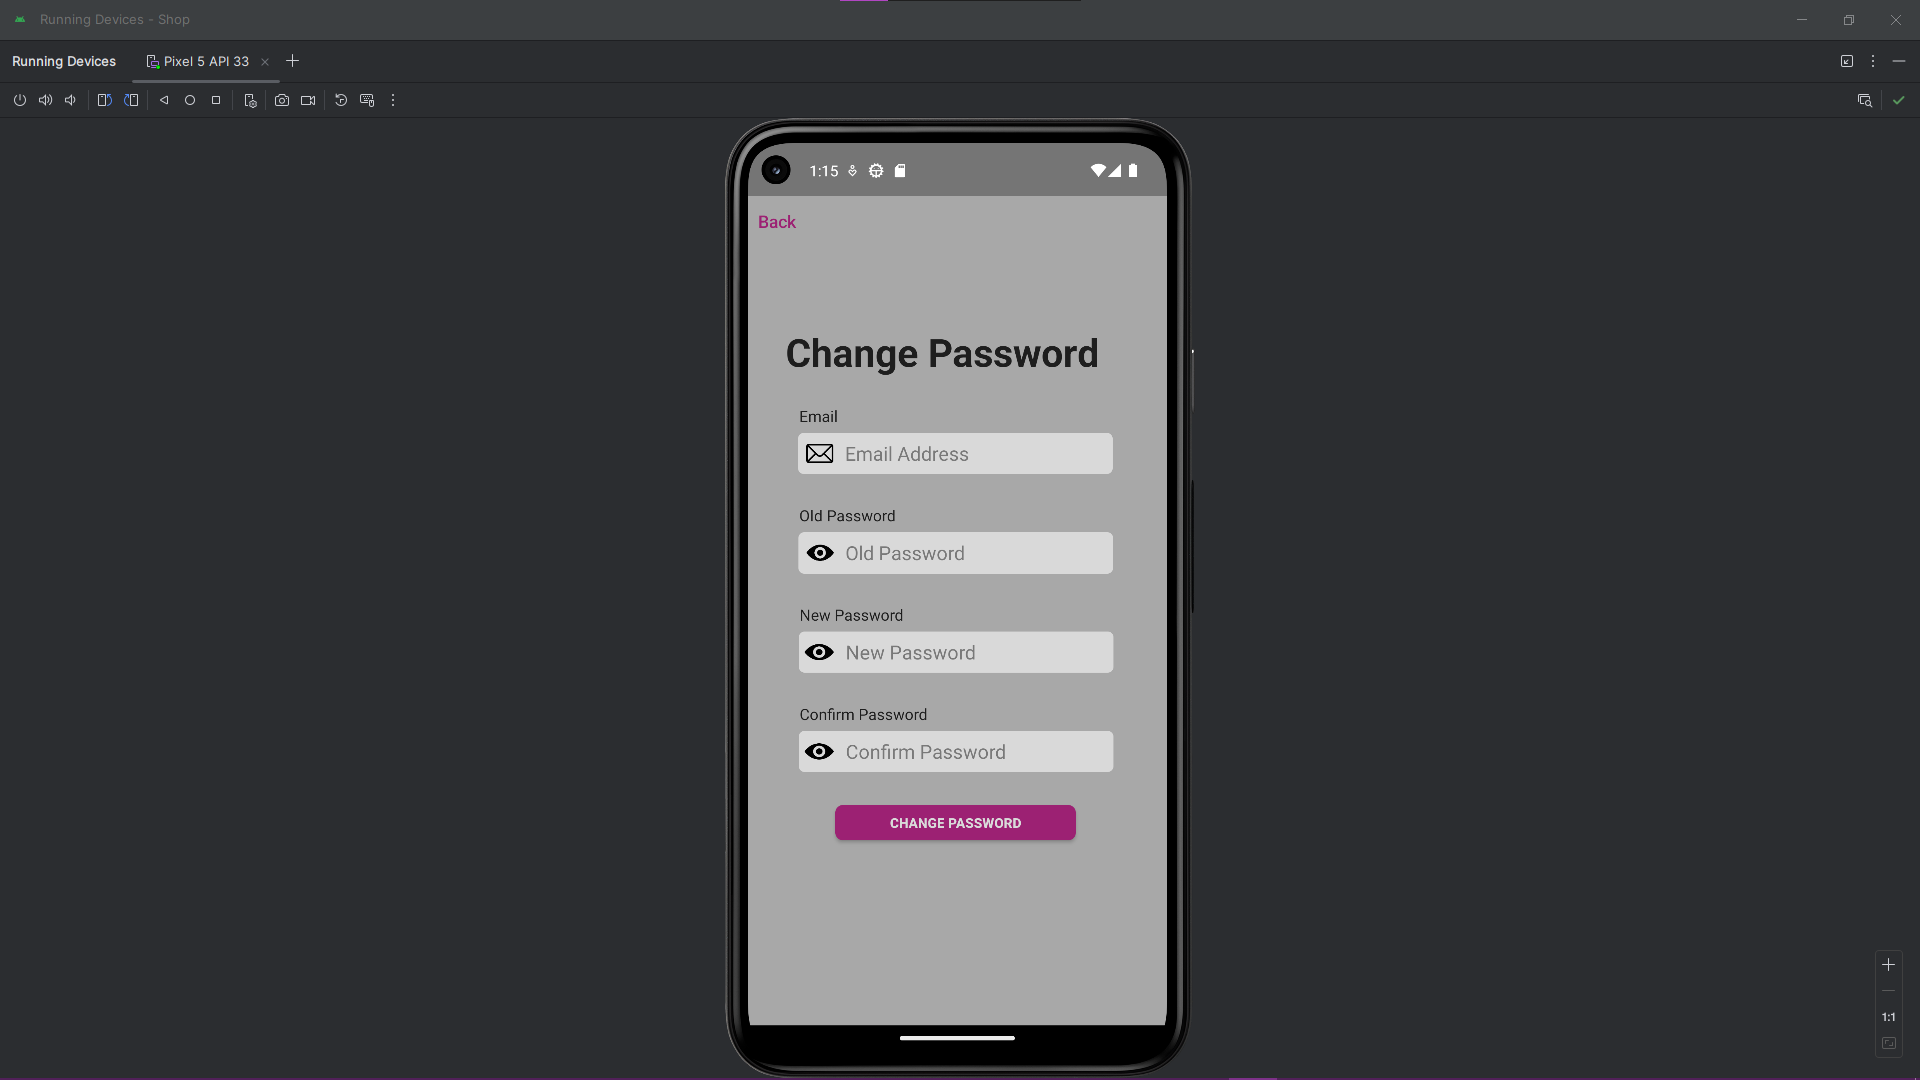 Running Devices - Shop
Running Devices
Pixel 5 API 33
1:15
Back
Change Password
Email
Email Address
Old Password
Old Password
New Password
New Password
Confirm Password
Confirm Password
CHANGE PASSWORD
1:1